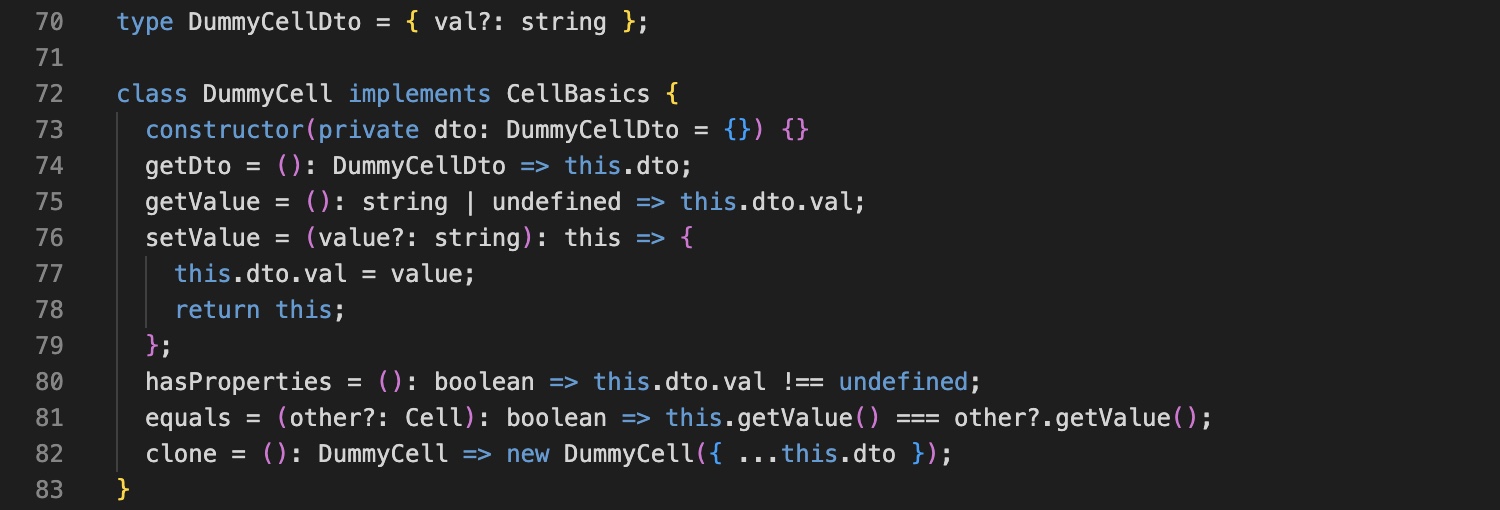 70 type DummyCellDto = { val?: string };
71
72 class DummyCell implements CellBasics {
73   constructor(private dto: DummyCellDto = {}) {}
74   getDto = (): DummyCellDto => this.dto;
75   getValue = (): string | undefined => this.dto.val;
76   setValue = (value?: string): this => {
77     this.dto.val = value;
78     return this;
79   };
80   hasProperties = (): boolean => this.dto.val !== undefined;
81   equals = (other?: Cell): boolean => this.getValue() === other?.getValue();
82   clone = (): DummyCell => new DummyCell({ ...this.dto });
83 }